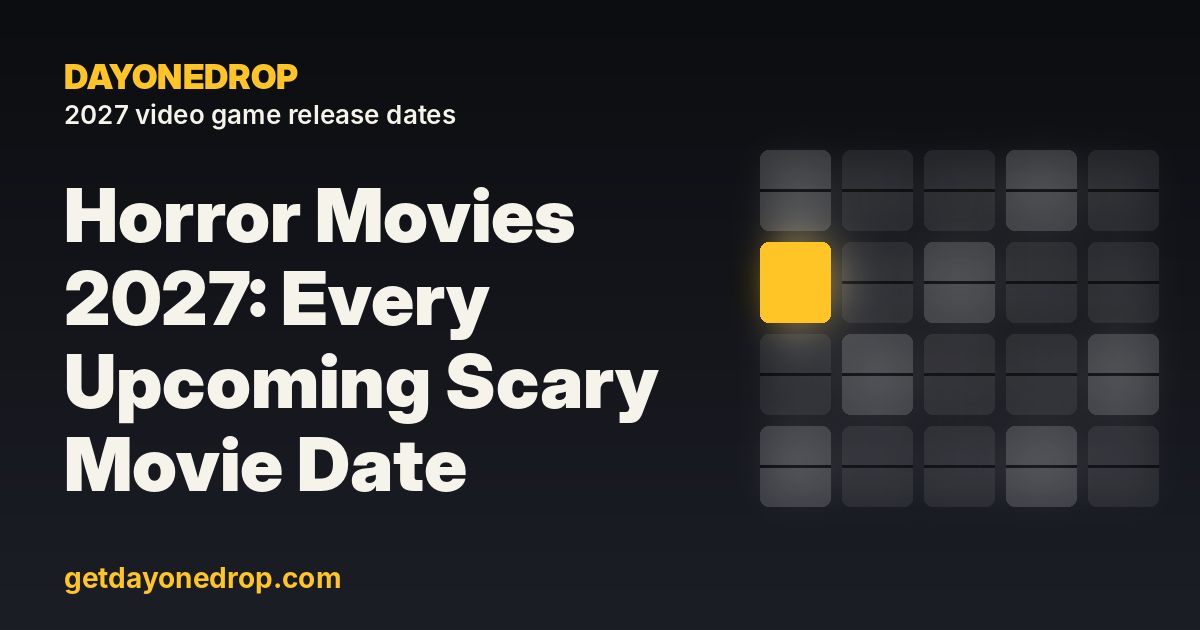 DAYONEDROP
2027 video game release dates
Horror Movies
2027: Every
Upcoming Scary
Movie Date
getdayonedrop.com